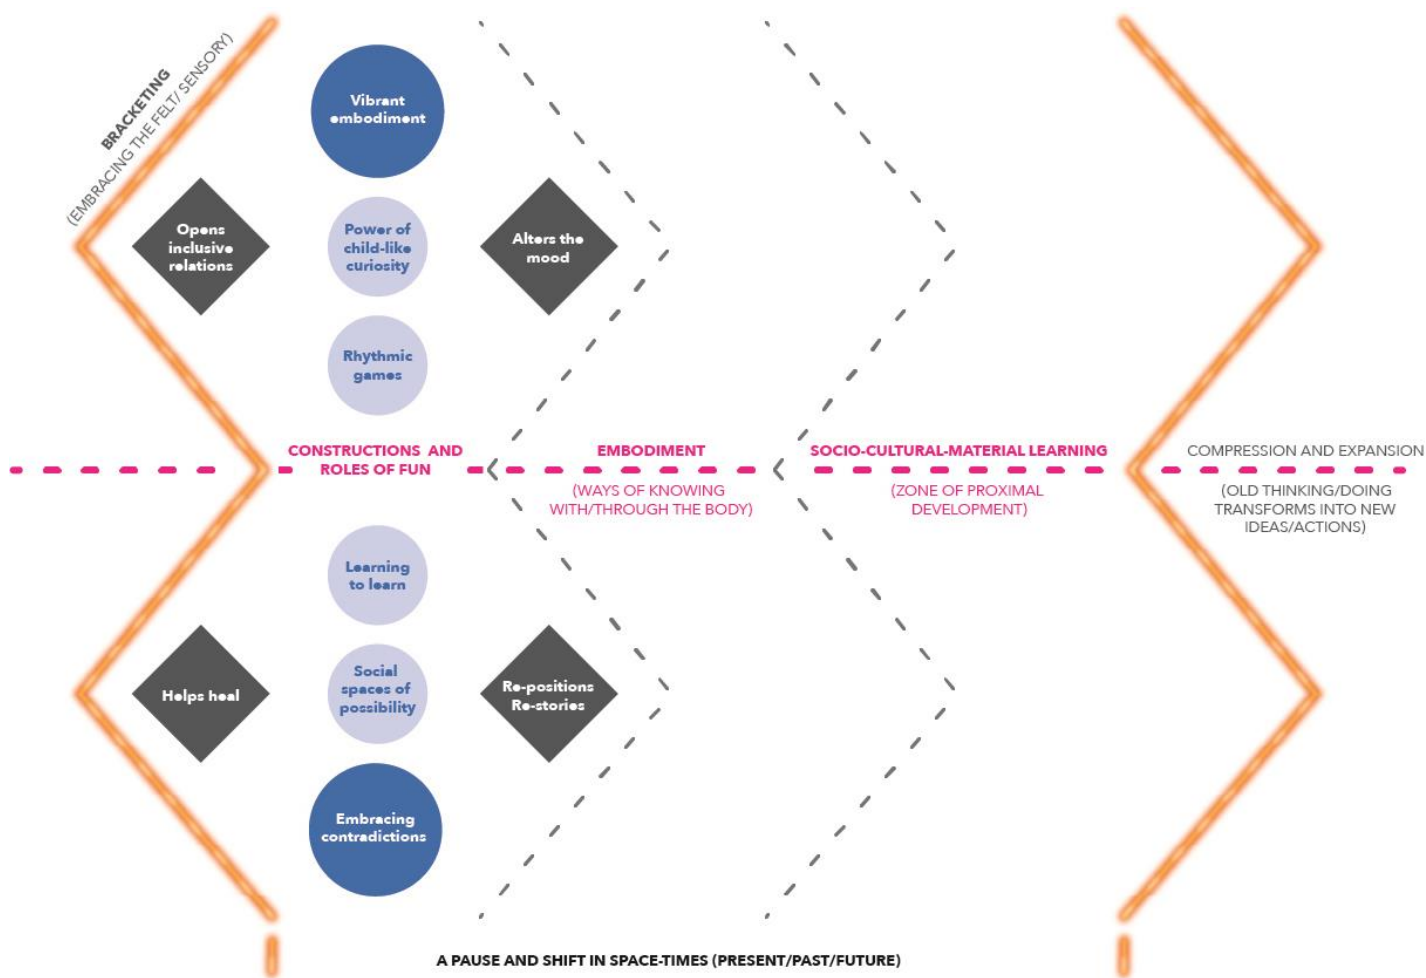 BRACKETING
(EMBRACING THE FELT/ SENSORY)
Vibrant
embodiment
Opens
inclusive
relations
Power of
child-like
curiosity
Alters the
mood
Rhythmic
games
CONSTRUCTIONS AND
ROLES OF FUN
EMBODIMENT
(WAYS OF KNOWING
WITH/THROUGH THE BODY)
SOCIO-CULTURAL-MATERIAL LEARNING
(ZONE OF PROXIMAL
DEVELOPMENT)
COMPRESSION AND EXPANSION
(OLD THINKING/DOING
TRANSFORMS INTO NEW
IDEAS/ACTIONS)
Learning
to learn
Helps heal
Social
spaces of
possibility
Re-positions
Re-stories
Embracing
contradictions
A PAUSE AND SHIFT IN SPACE-TIMES (PRESENT/PAST/FUTURE)